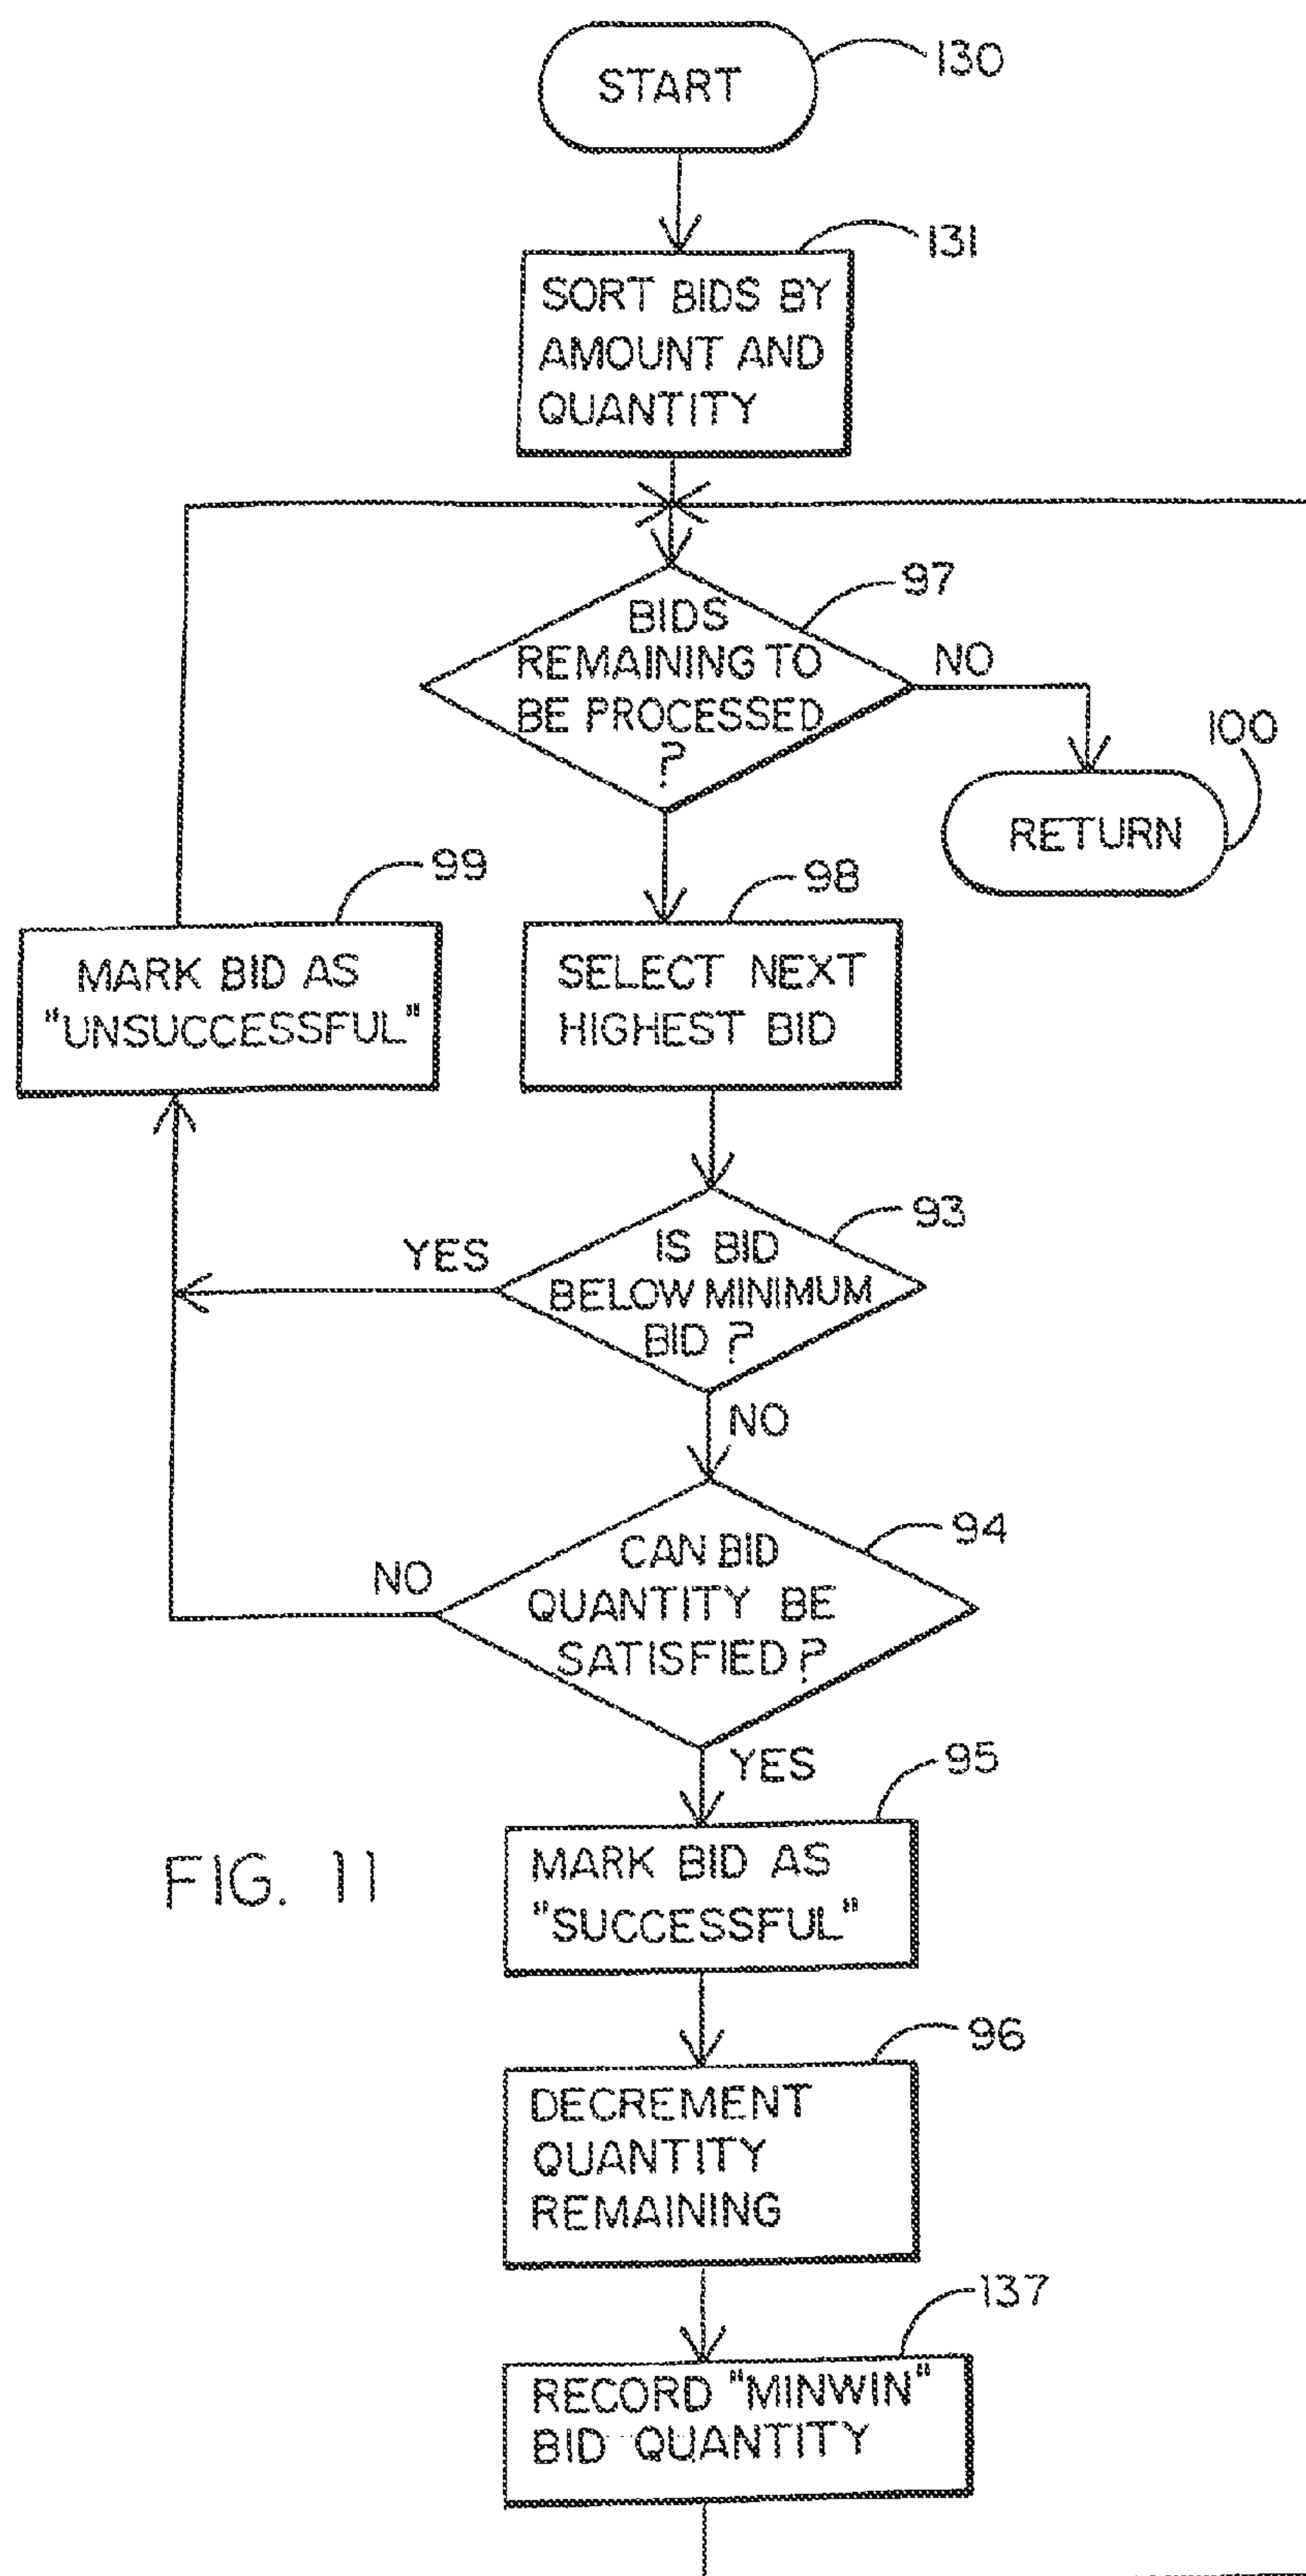 START
130
131
SORT BIDS BY
AMOUNT AND
QUANTITY
97
BIDS
REMAINING TO
BE PROCESSED
?
NO
100
RETURN
99
MARK BID AS
"UNSUCCESSFUL"
98
SELECT NEXT
HIGHEST BID
93
YES
IS BID
BELOW MINIMUM
BID ?
NO
94
NO
CAN BID
QUANTITY BE
SATISFIED ?
YES
95
FIG. 11
MARK BID AS
"SUCCESSFUL"
96
DECREMENT
QUANTITY
REMAINING
137
RECORD "MINWIN"
BID QUANTITY